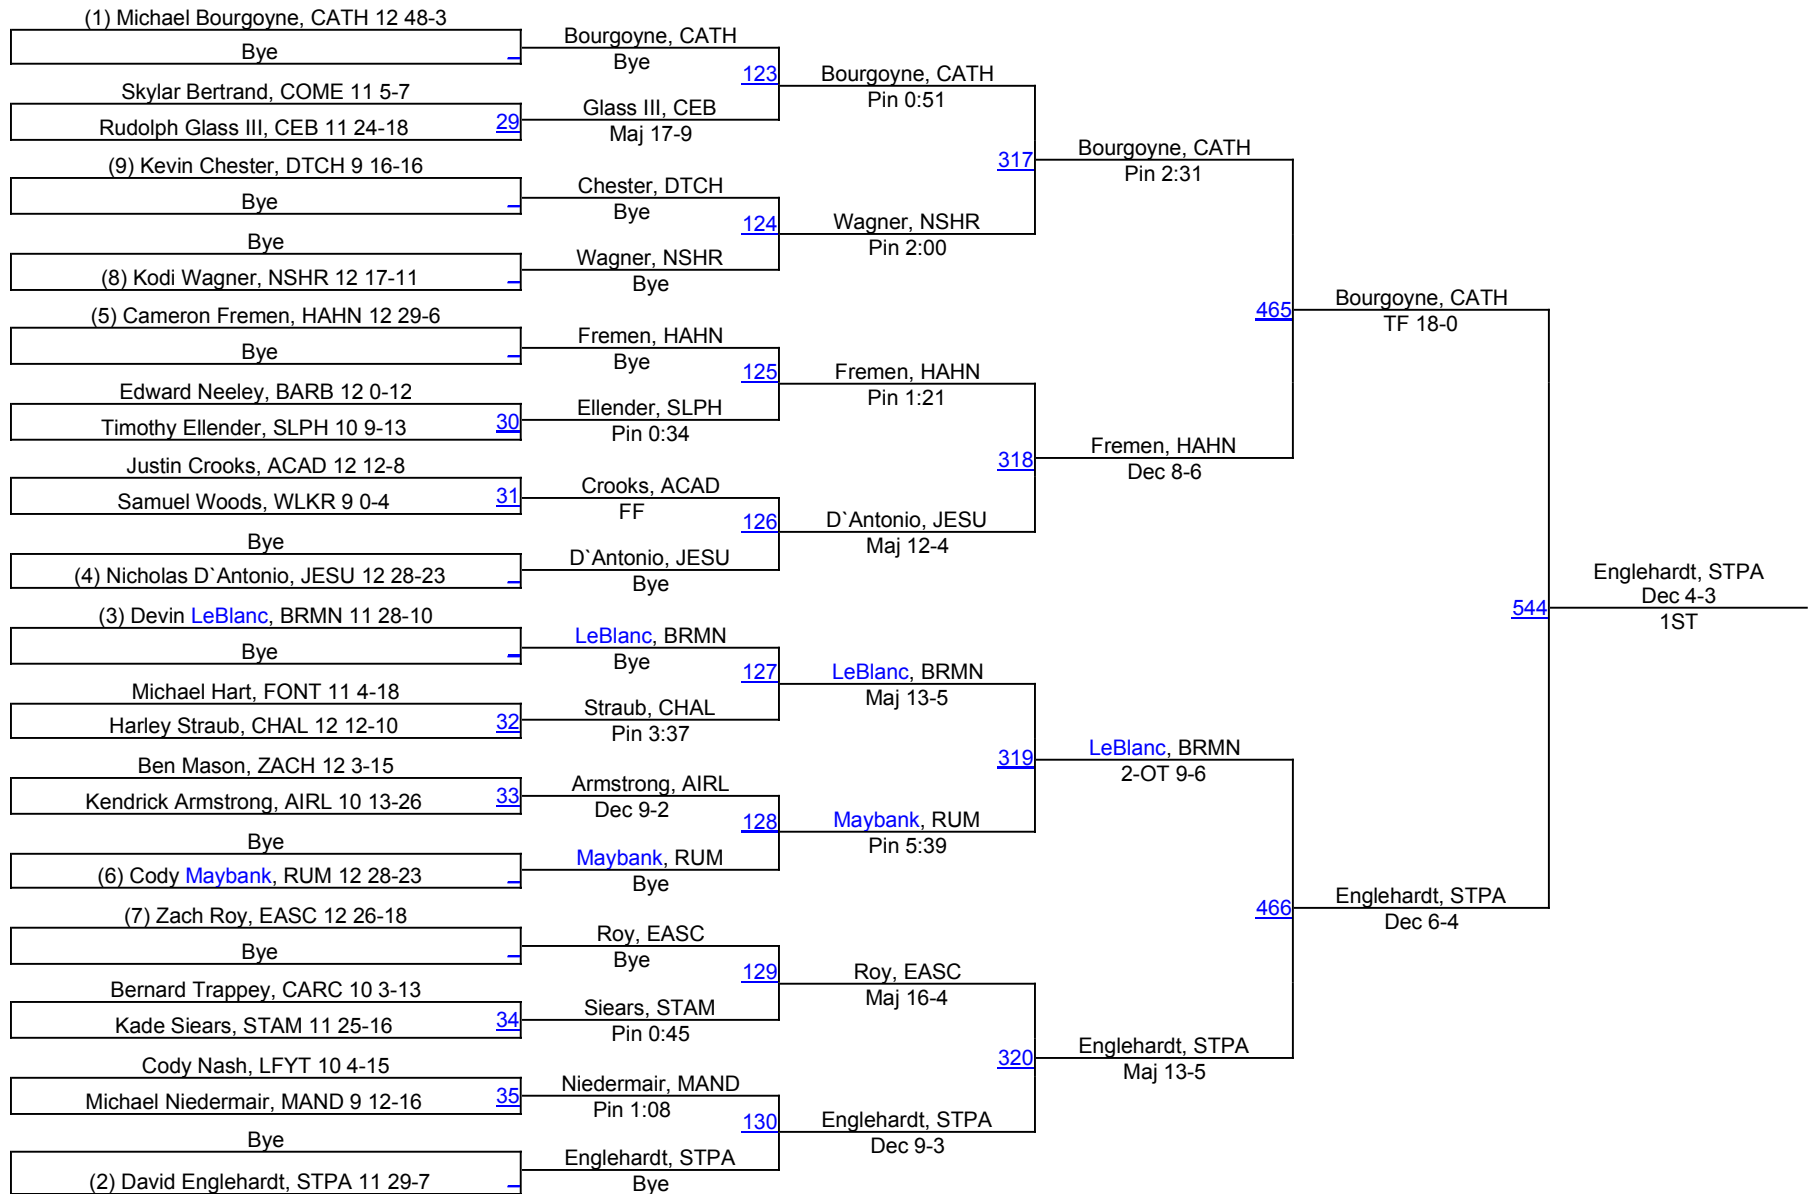 (1) Michael Bourgoyne, CATH 12 48-3
Bye
Skylar Bertrand, COME 11 5-7
Rudolph Glass III, CEB 11 24-18
29
(9) Kevin Chester, DTCH 9 16-16
Bye
Bye
(8) Kodi Wagner, NSHR 12 17-11
(5) Cameron Fremen, HAHN 12 29-6
Bye
Edward Neeley, BARB 12 0-12
Timothy Ellender, SLPH 10 9-13
30
Justin Crooks, ACAD 12 12-8
Samuel Woods, WLKR 9 0-4
31
Bye
(4) Nicholas D`Antonio, JESU 12 28-23
(3) Devin LeBlanc, BRMN 11 28-10
Bye
Michael Hart, FONT 11 4-18
Harley Straub, CHAL 12 12-10
32
Ben Mason, ZACH 12 3-15
Kendrick Armstrong, AIRL 10 13-26
33
Bye
(6) Cody Maybank, RUM 12 28-23
(7) Zach Roy, EASC 12 26-18
Bye
Bernard Trappey, CARC 10 3-13
Kade Siears, STAM 11 25-16
34
Cody Nash, LFYT 10 4-15
Michael Niedermair, MAND 9 12-16
35
Bye
(2) David Englehardt, STPA 11 29-7
Bourgoyne, CATH
Bye
123
Glass III, CEB
Maj 17-9
Chester, DTCH
Bye
124
Wagner, NSHR
Bye
Fremen, HAHN
Bye
125
Ellender, SLPH
Pin 0:34
Crooks, ACAD
FF
126
D`Antonio, JESU
Bye
LeBlanc, BRMN
Bye
127
Straub, CHAL
Pin 3:37
Armstrong, AIRL
Dec 9-2
128
Maybank, RUM
Bye
Roy, EASC
Bye
129
Siears, STAM
Pin 0:45
Niedermair, MAND
Pin 1:08
130
Englehardt, STPA
Bye
Bourgoyne, CATH
Pin 0:51
317
Wagner, NSHR
Pin 2:00
Fremen, HAHN
Pin 1:21
318
D`Antonio, JESU
Maj 12-4
LeBlanc, BRMN
Maj 13-5
319
Maybank, RUM
Pin 5:39
Roy, EASC
Maj 16-4
320
Englehardt, STPA
Dec 9-3
Bourgoyne, CATH
Pin 2:31
465
Fremen, HAHN
Dec 8-6
LeBlanc, BRMN
2-OT 9-6
466
Englehardt, STPA
Maj 13-5
Bourgoyne, CATH
TF 18-0
544
Englehardt, STPA
Dec 6-4
Englehardt, STPA
Dec 4-3
1ST